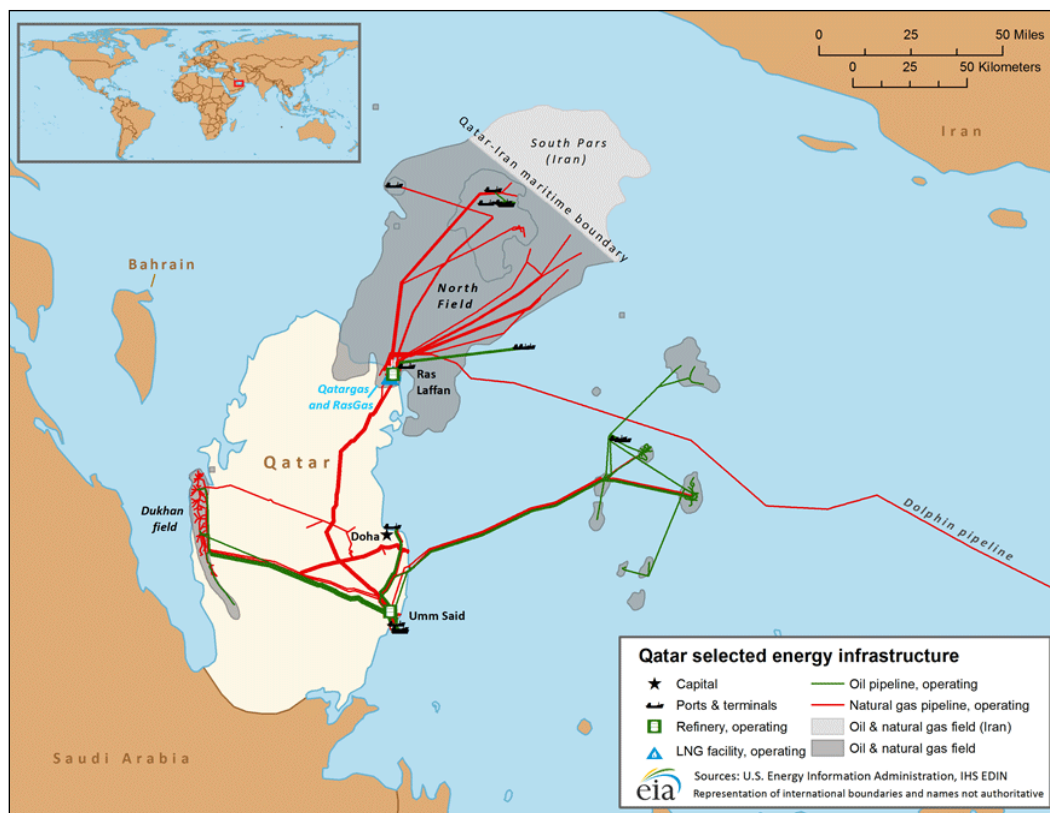 0 25 50 Miles
0 25 50 Kilometers
Iran
South Pars
(Iran)
Qatar-Iran maritime boundary
Bahrain
North
Field
Ras
Laffan
Qatargas
and RasGas
Qatar
Dukhan
field
Doha
Dolphin pipeline
Umm Said
Saudi Arabia
Qatar selected energy infrastructure
Capital
Ports & terminals
Refinery, operating
LNG facility, operating
Oil pipeline, operating
Natural gas pipeline, operating
Oil & natural gas field (Iran)
Oil & natural gas field
eia
Sources: U.S. Energy Information Administration, IHS EDIN
Representation of international boundaries and names not authoritative